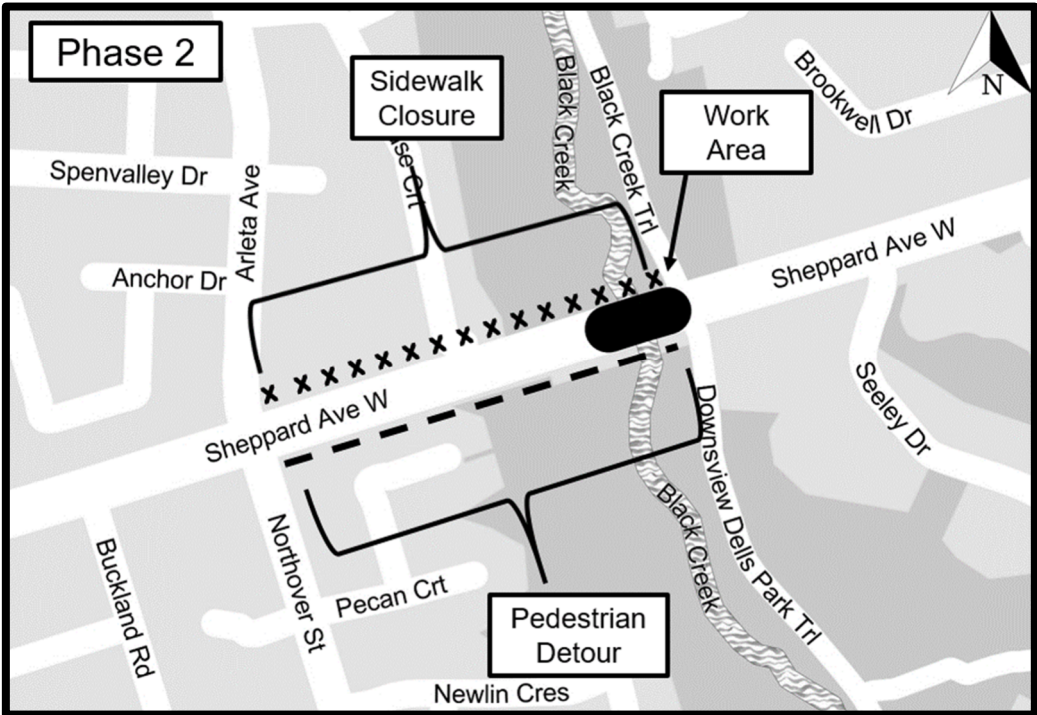 Phase 2
Sidewalk
Closure
Work
Area
N
Brookwell Dr
Black Creek
Black Creek Trl
Spenvalley Dr
Arleta Ave
Crt
Anchor Dr
Sheppard Ave W
Sheppard Ave W
Seeley Dr
Downsview Dells Park Trl
Black Creek
Buckland Rd
Northover St
Pecan Crt
Pedestrian
Detour
Newlin Cres